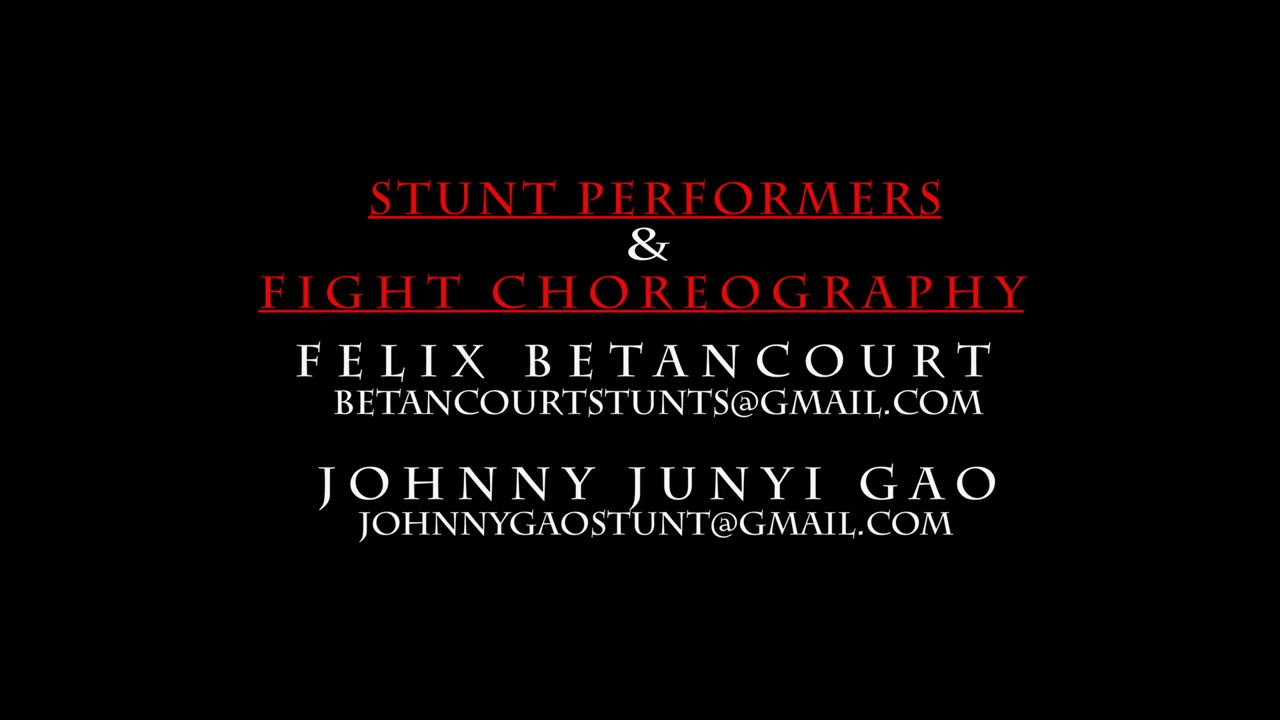 STUNT PERFORMERS
&
FIGHT CHOREOGRAPHY
FELIX BETANCOURT
BETANCOURTSTUNTS@GMAIL.COM
JOHNNY JUNYI GAO
JOHNNYGAOSTUNT@GMAIL.COM